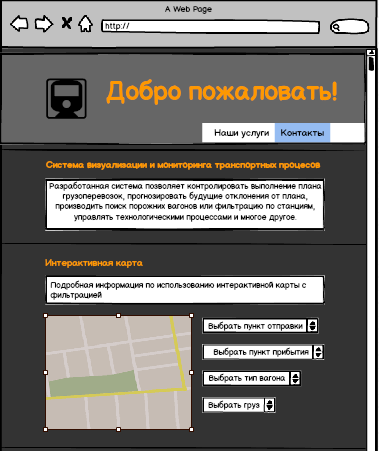 A Web Page
http://
Добро пожаловать!
Наши услуги Контакты
Система визуализации и мониторинга транспортных процесов
Разработанная система позволяет контролировать выполнение плана
грузоперевозок, прогнозировать будущие отклонения от плана,
производить поиск порожних вагонов или фильтрацию по станциям,
управлять технологическими процессами и многое другое.
Интерактивная карта
Подробная информация по использованию интерактивной карты с
фильтрацией
Выбрать пункт отправки
Выбрать пункт прибытия
Выбрать тип вагона
Выбрать груз